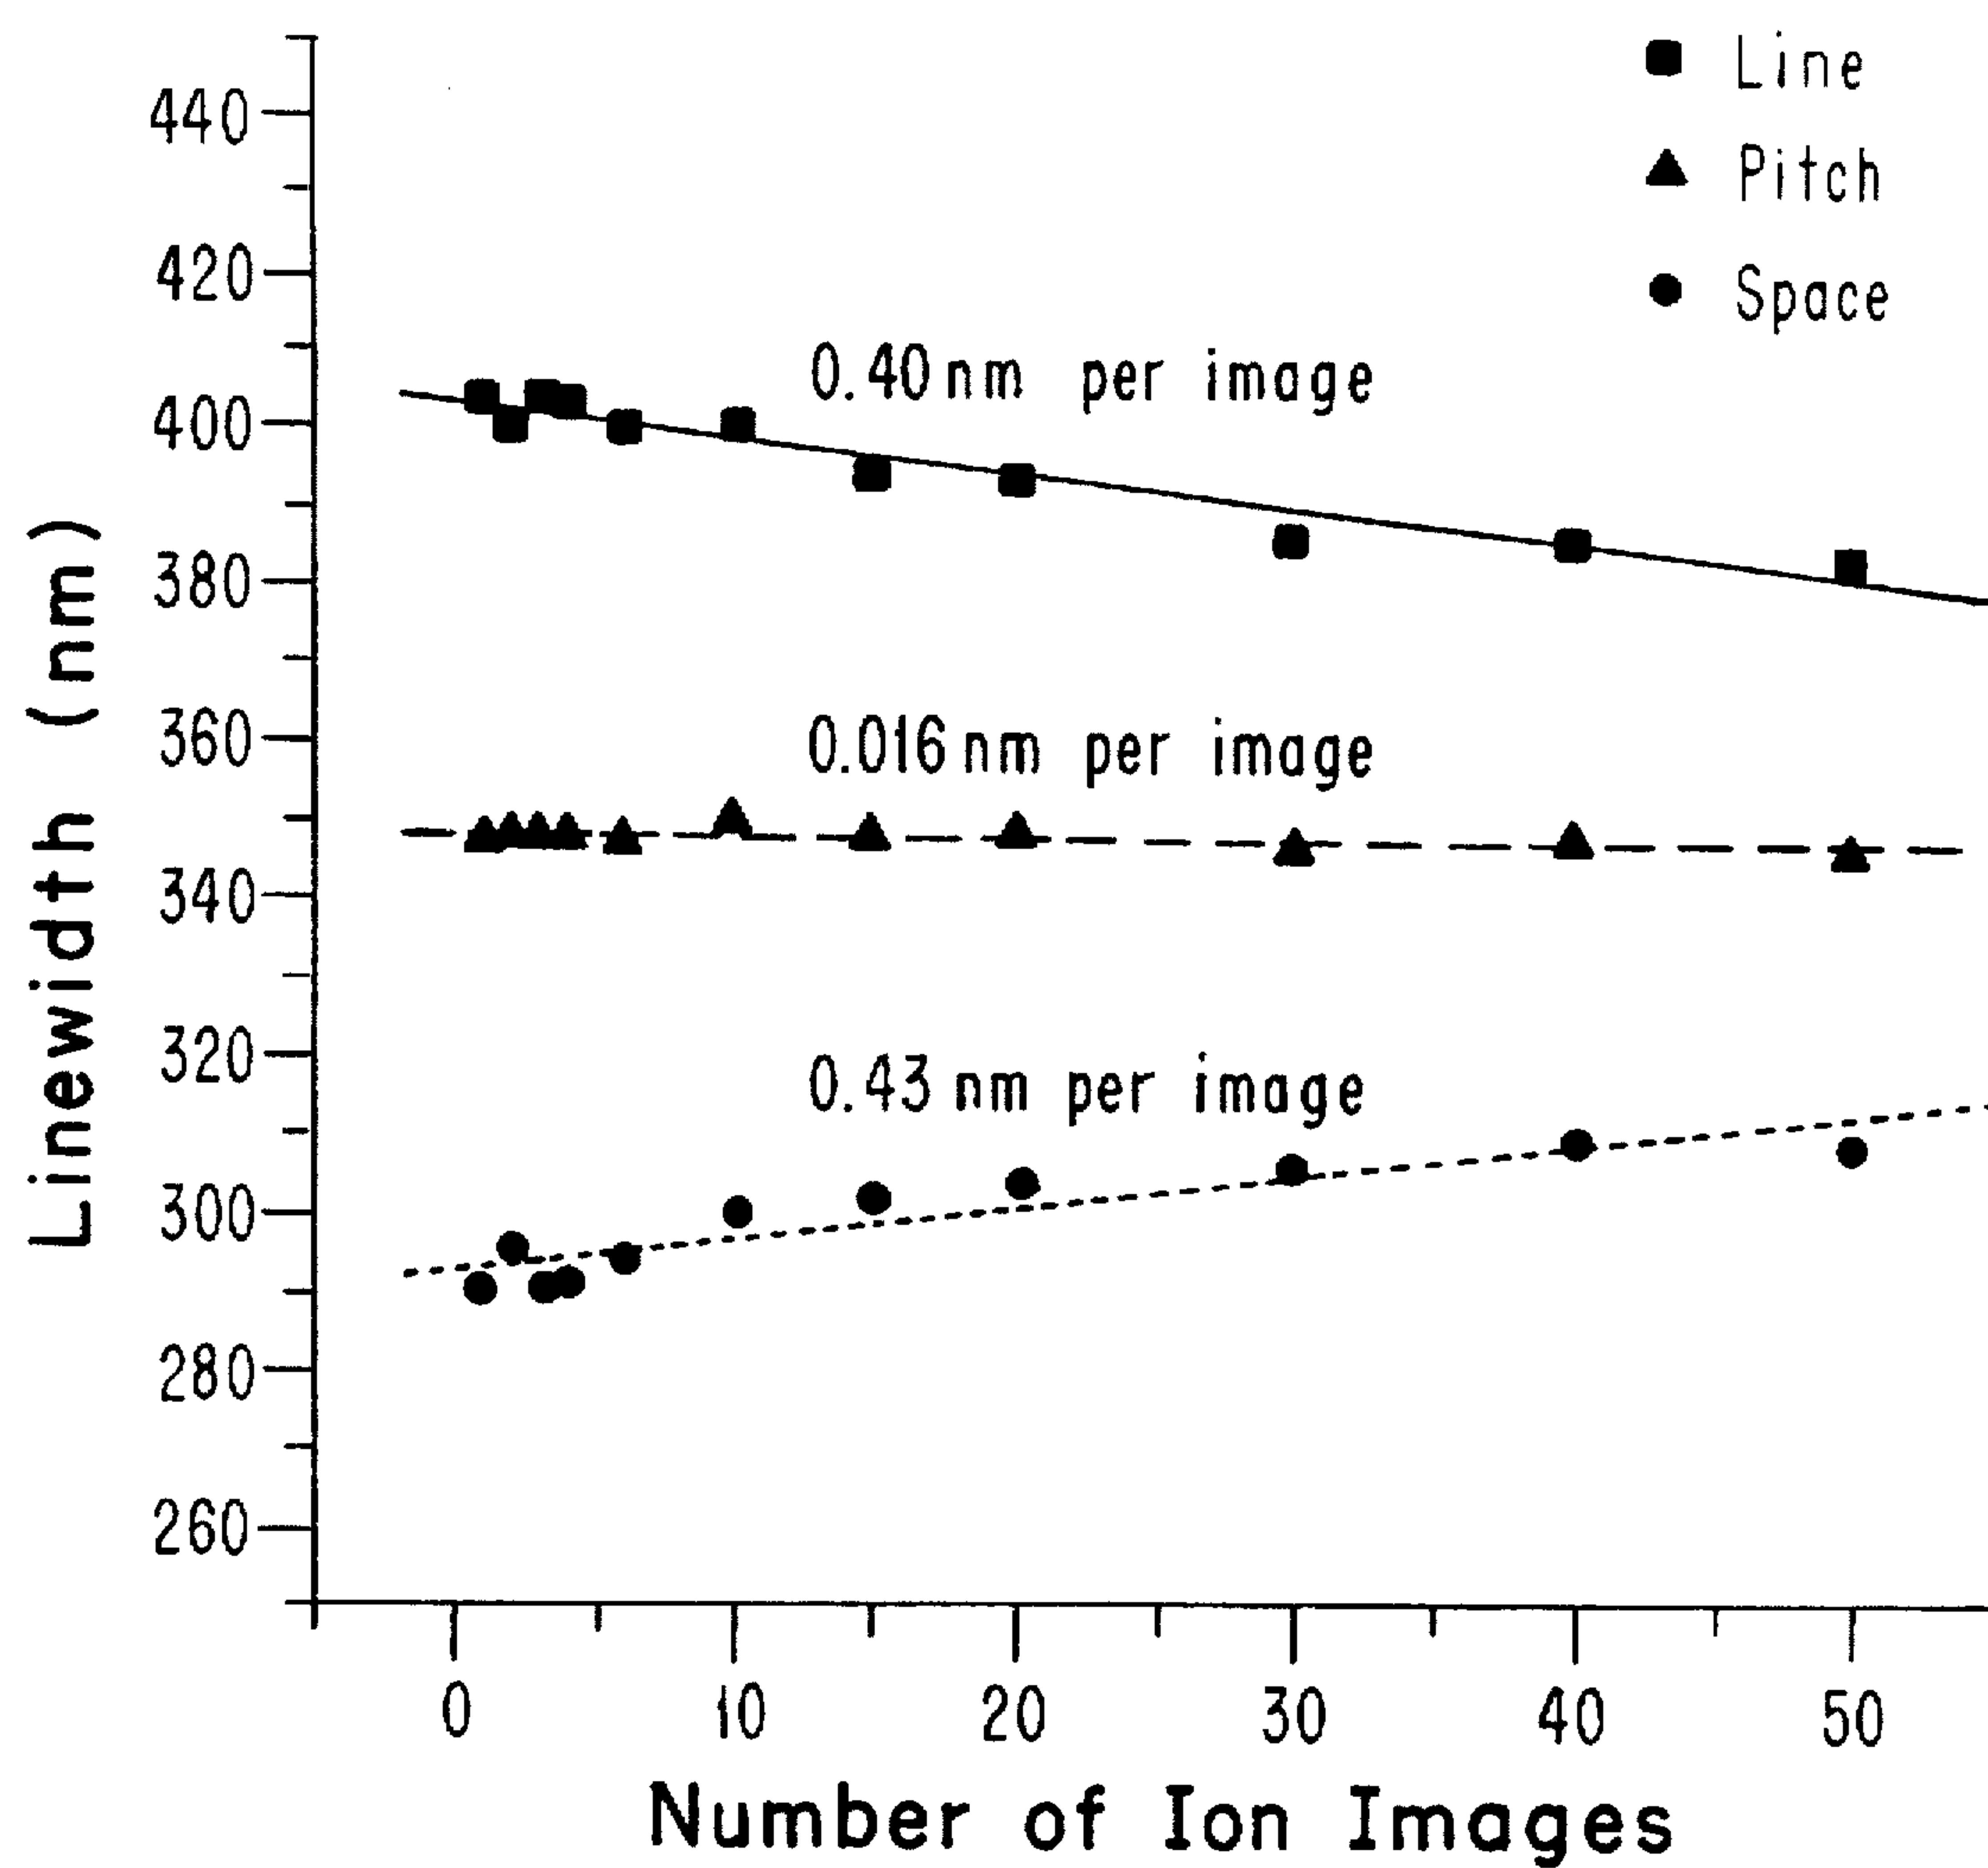 Line
Pitch
Space
440
420
400
380
360
340
320
300
280
260
Linewidth (nm)
0.40 nm per image
0.016 nm per image
0.43 nm per image
0 10 20 30 40 50
Number of Ion Images